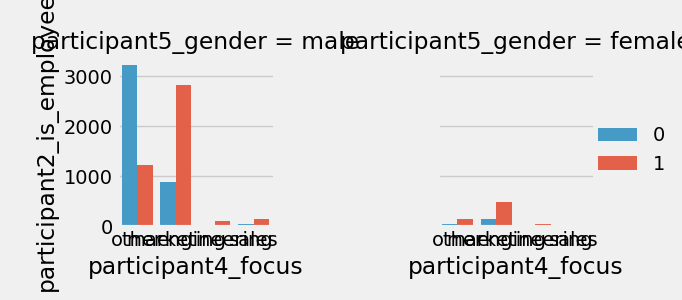 participant5_gender = male
participant5_gender = female
participant2_is_employee
3000
2000
1000
0
participant4_focus
participant4_focus
0
1